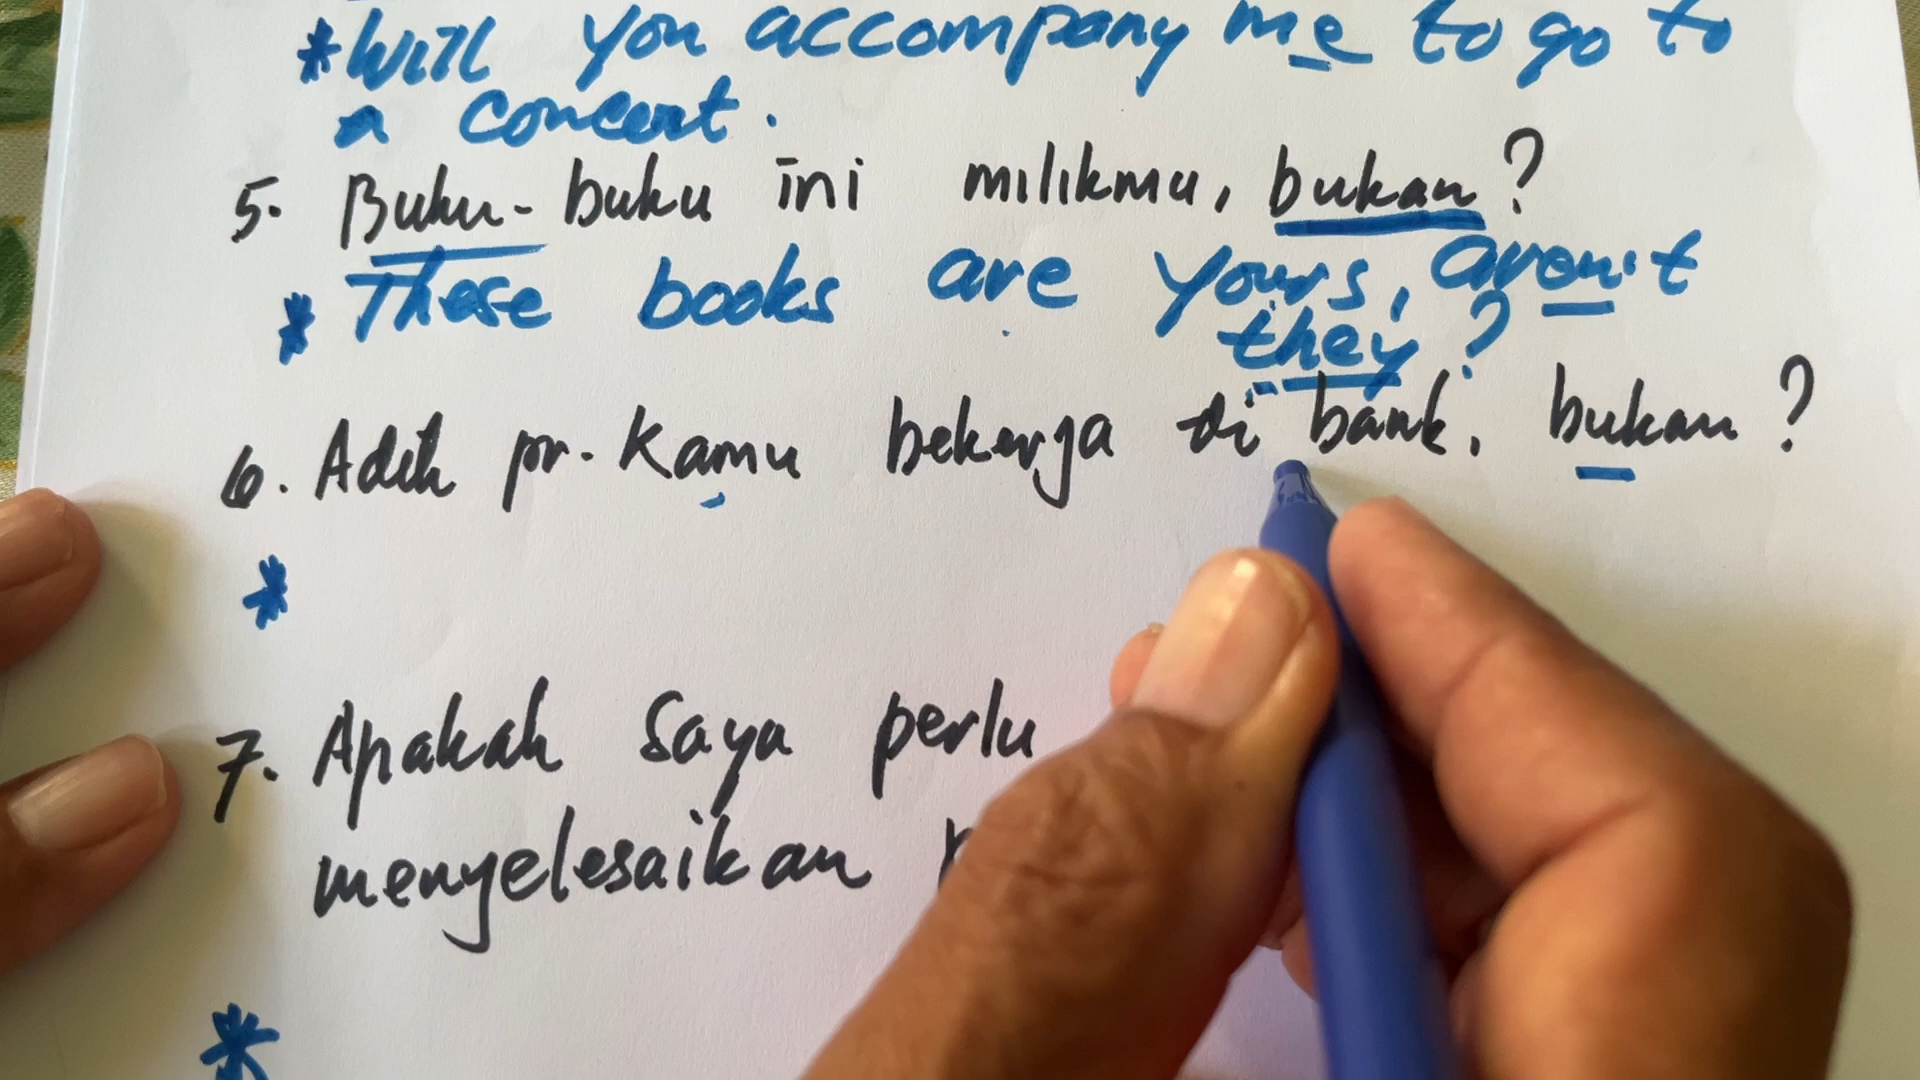 *Will you accompany me to go to
a concert.
5. Buku-buku ini milikmu, bukan?
* These books are yours, aren't
they?
6. Adik pr. kamu bekerja di bank, bukan?
*
7. Apakah saya perlu
menyelesaikan
*